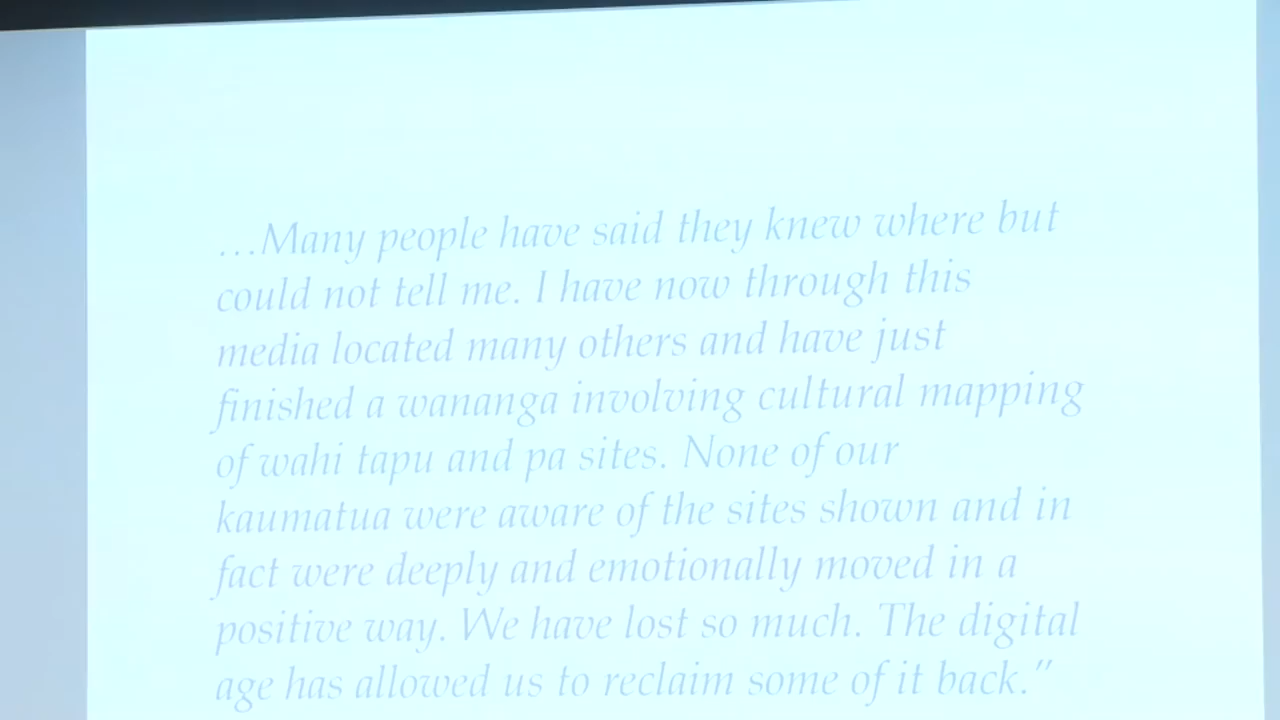 ...Many people have said they knew where but
could not tell me. I have now through this
media located many others and have just
finished a wananga involving cultural mapping
of wahi tapu and pa sites. None of our
kaumatua were aware of the sites shown and in
fact were deeply and emotionally moved in a
positive way. We have lost so much. The digital
age has allowed us to reclaim some of it back.”